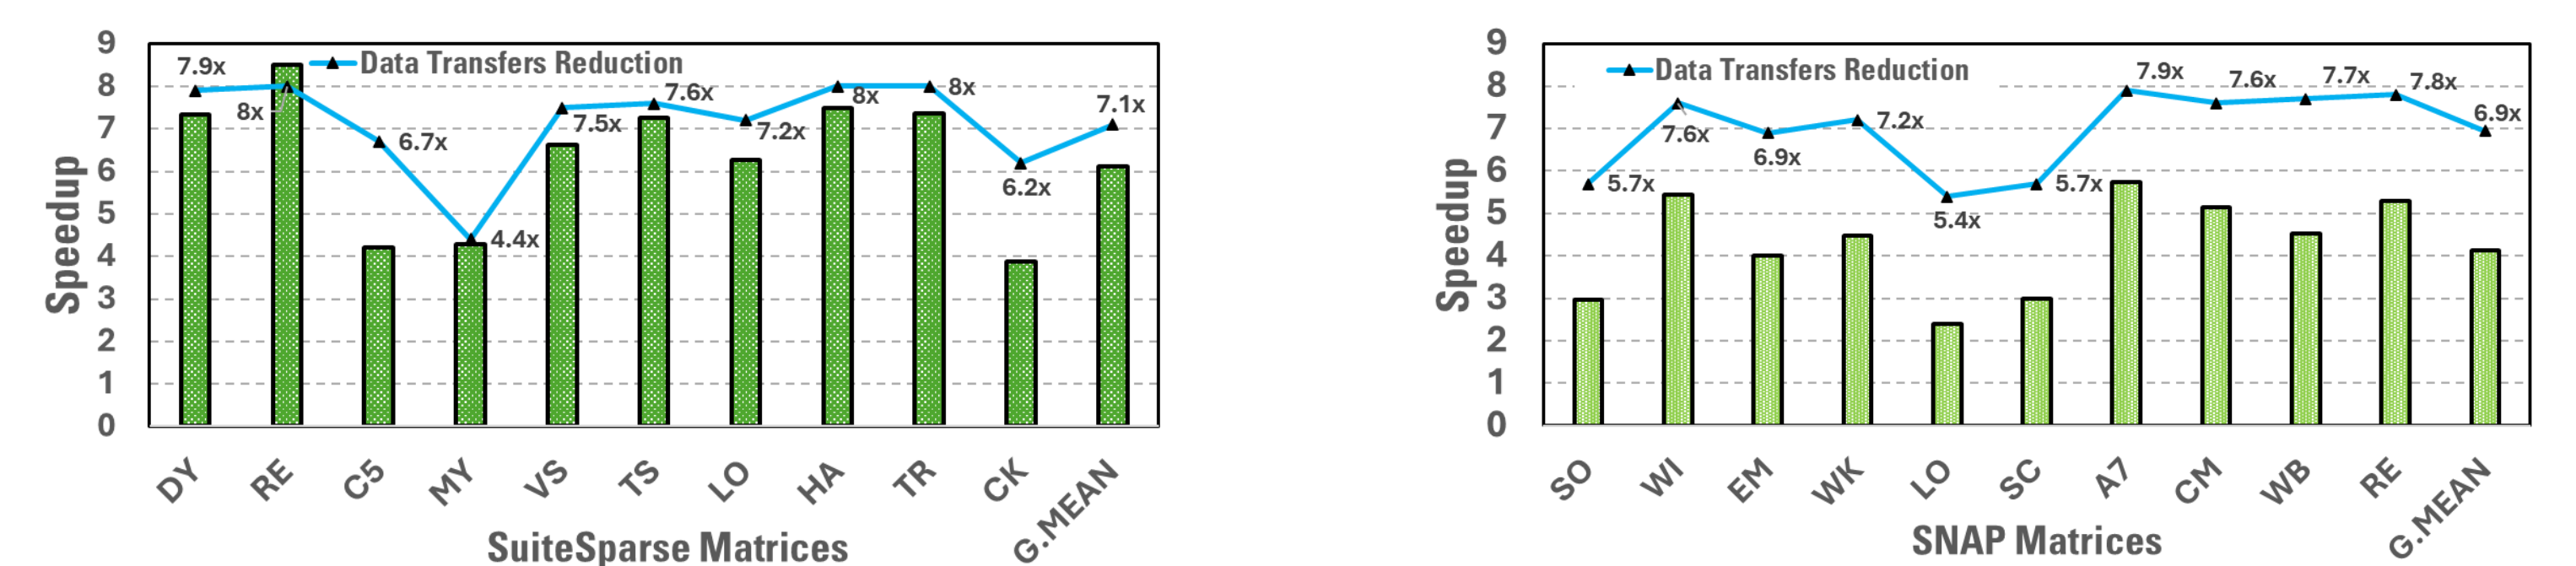 Data Transfers Reduction
Speedup
9
8
7
6
5
4
3
2
1
0
7.9x
8x
6.7x
4.4x
7.5x
7.6x
7.2x
8x
8x
6.2x
7.1x
DY
RE
C5
MY
VS
TS
LO
HA
TR
CK
G.MEAN
SuiteSparse Matrices
Data Transfers Reduction
Speedup
9
8
7
6
5
4
3
2
1
0
5.7x
7.6x
6.9x
7.2x
5.4x
5.7x
7.9x
7.6x
7.7x
7.8x
6.9x
SO
WI
EM
WK
LO
SC
A7
CM
WB
RE
G.MEAN
SNAP Matrices